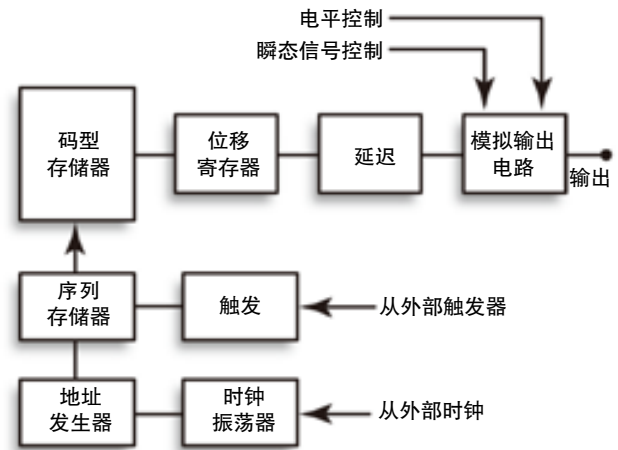 电平控制
瞬态信号控制
码型
存储器
位移
寄存器
延迟
模拟输出
电路
输出
序列
存储器
触发
从外部触发器
地址
发生器
时钟
振荡器
从外部时钟